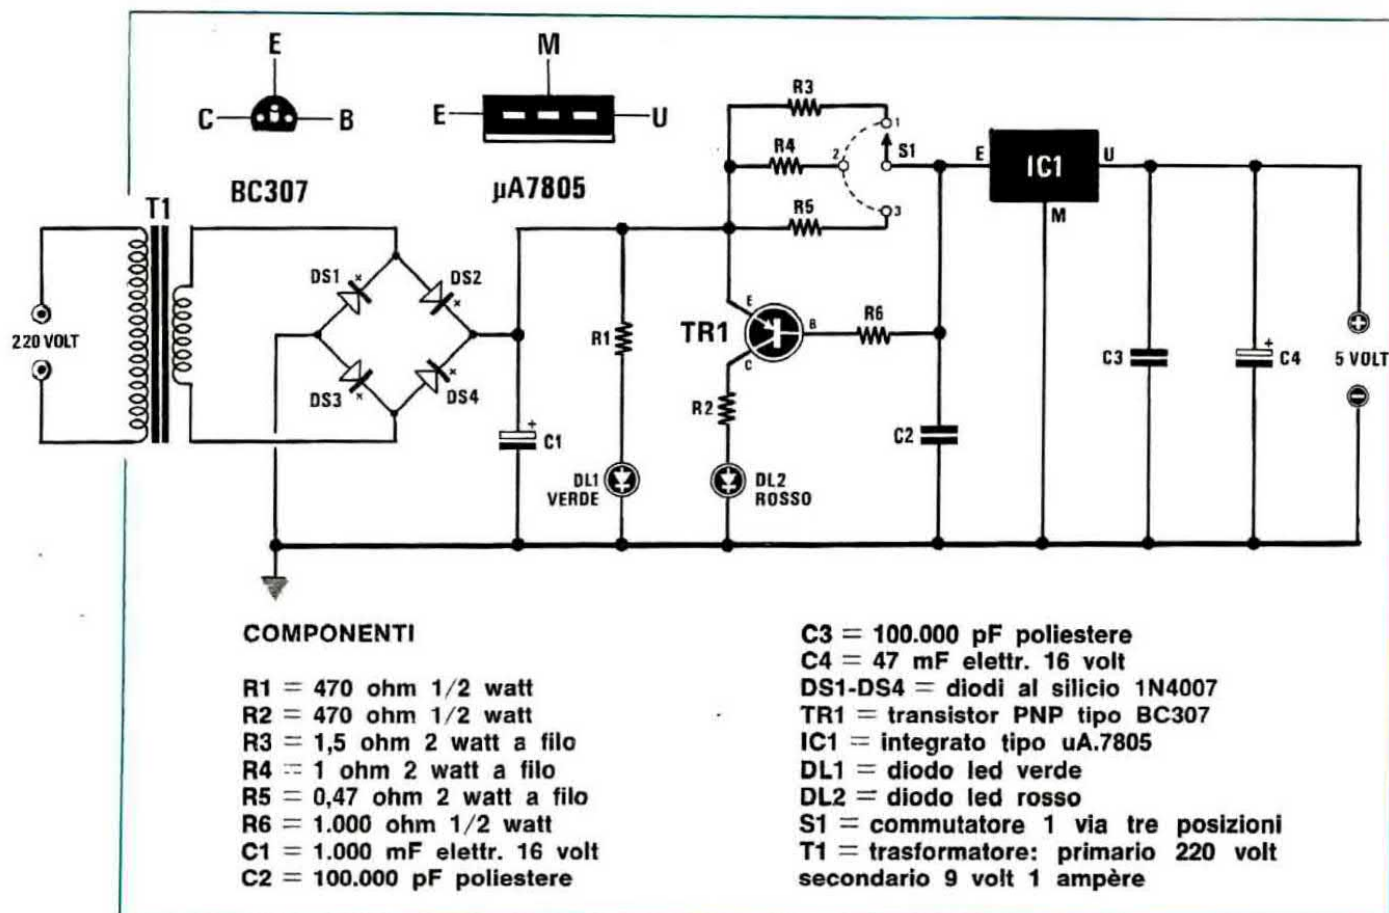 E
C
B
BC307
M
E
U
µA7805
T1
220 VOLT
DS1
DS2
DS3
DS4
C1
+
R1
DL1
VERDE
R3
R4
R5
1
2
3
S1
TR1
E
B
C
R6
R2
DL2
ROSSO
C2
E
IC1
U
M
C3
+
C4
+
5 VOLT
−
COMPONENTI
R1 = 470 ohm 1/2 watt
R2 = 470 ohm 1/2 watt
R3 = 1,5 ohm 2 watt a filo
R4 = 1 ohm 2 watt a filo
R5 = 0,47 ohm 2 watt a filo
R6 = 1.000 ohm 1/2 watt
C1 = 1.000 mF elettr. 16 volt
C2 = 100.000 pF poliestere
C3 = 100.000 pF poliestere
C4 = 47 mF elettr. 16 volt
DS1-DS4 = diodi al silicio 1N4007
TR1 = transistor PNP tipo BC307
IC1 = integrato tipo uA.7805
DL1 = diodo led verde
DL2 = diodo led rosso
S1 = commutatore 1 via tre posizioni
T1 = trasformatore: primario 220 volt
secondario 9 volt 1 ampère